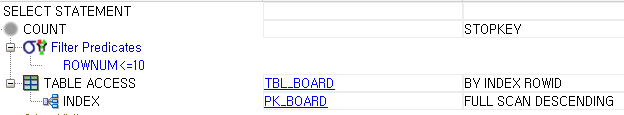 SELECT STATEMENT
COUNT STOPKEY
Filter Predicates
ROWNUM<=10
TABLE ACCESS TBL_BOARD BY INDEX ROWID
INDEX PK_BOARD FULL SCAN DESCENDING